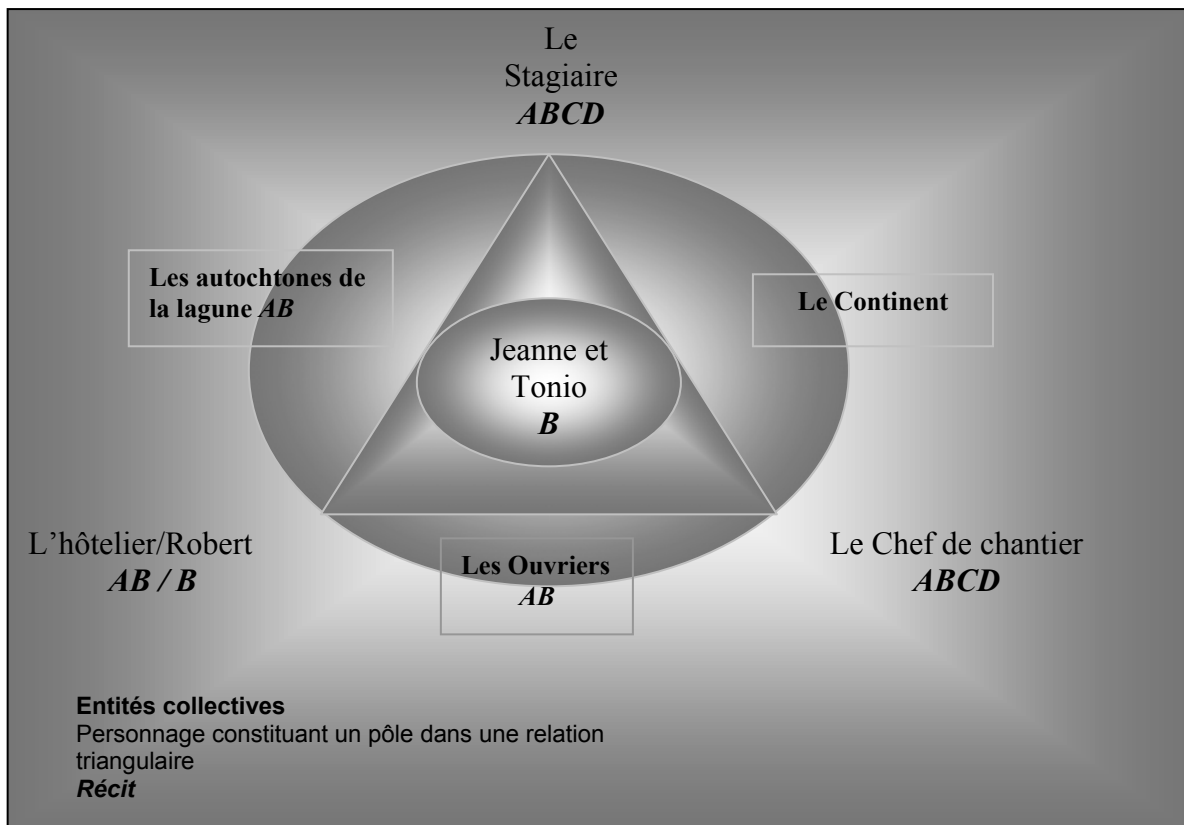 Le
Stagiaire
ABCD
Les autochtones de
la lagune AB
Le Continent
Jeanne et
Tonio
B
L'hôtelier/Robert
AB / B
Les Ouvriers
AB
Le Chef de chantier
ABCD
Entités collectives
Personnage constituant un pôle dans une relation
triangulaire
Récit